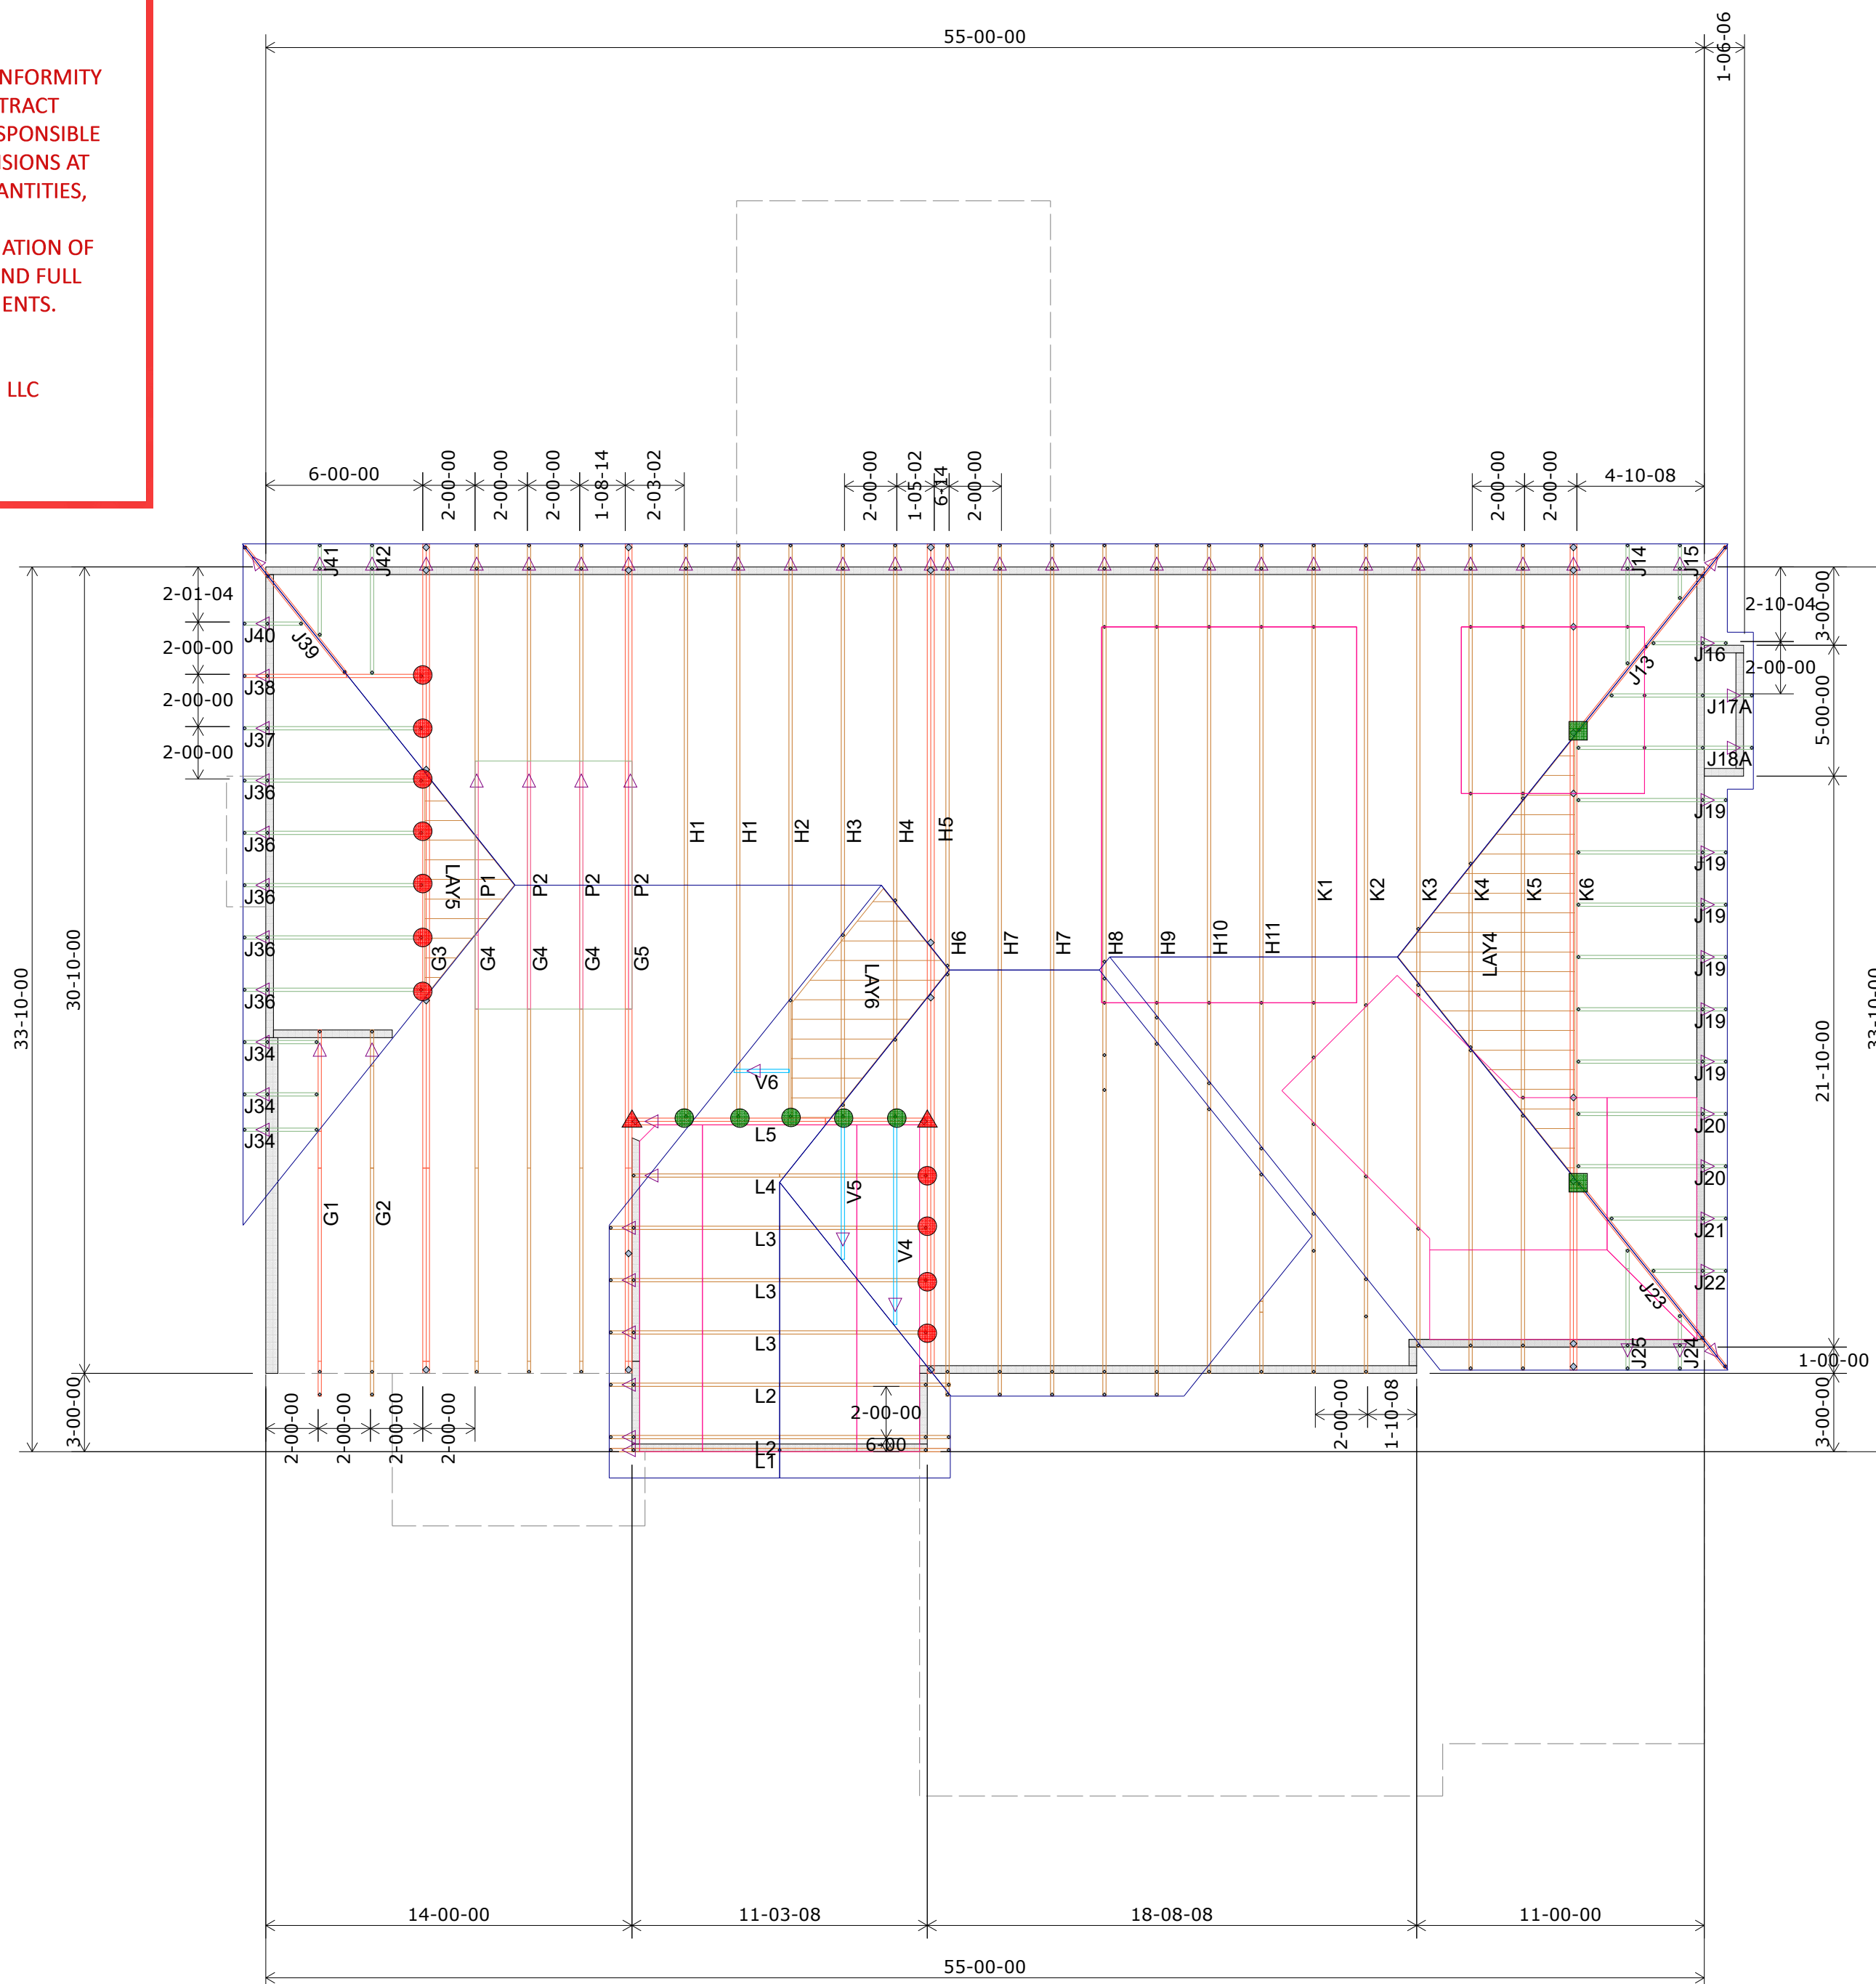 NFORMITY
TRACT
SPONSIBLE
ISIONS AT
ANTITIES,
ATION OF
ND FULL
ENTS.
LLC
55-00-00
1-06-06
6-00-00
2-00-00
2-00-00
2-00-00
1-08-14
2-03-02
2-00-00
1-05-02
6-14
2-00-00
2-00-00
2-00-00
4-10-08
J41
J42
J14
J15
2-01-04
2-00-00
2-00-00
2-00-00
J40
J39
J38
J37
J36
J36
J36
J36
J36
J34
J34
J34
2-10-04
3-00-00
2-00-00
5-00-00
J13
J16
J17A
J18A
J19
J19
J19
J19
J19
J19
J20
J20
J21
J22
J23
J25
J24
33-10-00
30-10-00
3-00-00
33-10-00
21-10-00
1-00-00
3-00-00
H1
H1
H2
H3
H4
H5
LAY5
P1
P2
P2
P2
K1
K2
K3
K4
K5
K6
G3
G4
G4
G4
G5
LAY6
H6
H7
H7
H8
H9
H10
H11
LAY4
V6
L5
L4
V5
L3
V4
L3
L3
L2
L2
L1
G1
G2
2-00-00
6-00
2-00-00
2-00-00
2-00-00
2-00-00
2-00-00
1-10-08
14-00-00
11-03-08
18-08-08
11-00-00
55-00-00